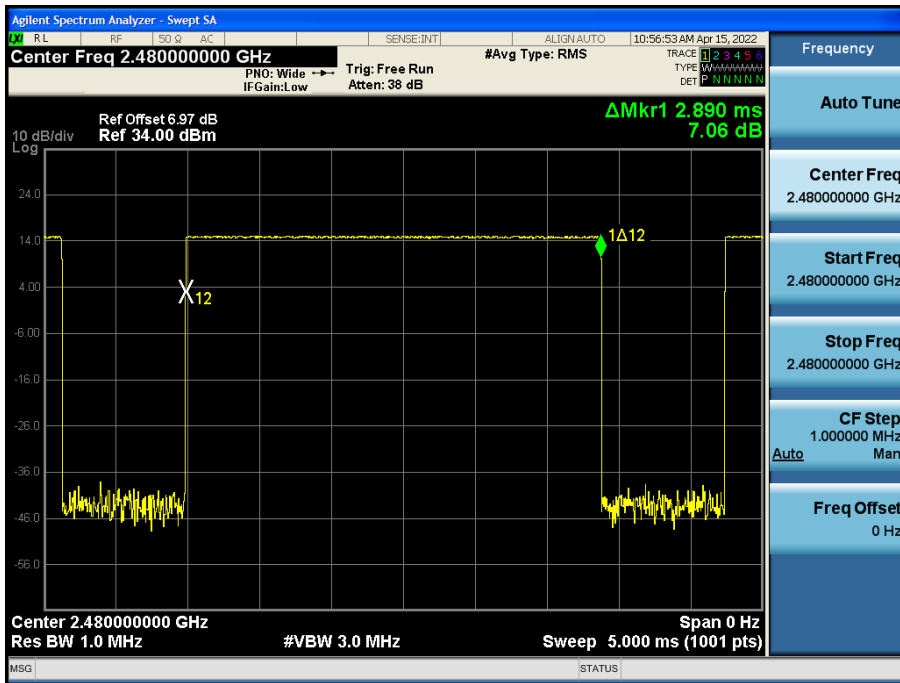 Agilent Spectrum Analyzer - Swept SA
LXI RL RF 50 Ω AC SENSE:INT ALIGNAUTO 10:56:53 AM Apr 15, 2022
Center Freq 2.480000000 GHz
#Avg Type: RMS
TRACE 1 2 3 4 5 6
TYPE WWWWWW
DET P N N N N N
PNO: Wide
IFGain:Low
Trig: Free Run
Atten: 38 dB
Frequency
Auto Tune
ΔMkr1 2.890 ms
7.06 dB
Ref Offset 6.97 dB
10 dB/div Ref 34.00 dBm
Log
24.0
14.0
4.00
-6.00
-16.0
-26.0
-36.0
-46.0
-56.0
1Δ12
12
Center Freq
2.480000000 GHz
Start Freq
2.480000000 GHz
Stop Freq
2.480000000 GHz
CF Step
1.000000 MHz
Auto Man
Freq Offset
0 Hz
Center 2.480000000 GHz Span 0 Hz
Res BW 1.0 MHz #VBW 3.0 MHz Sweep 5.000 ms (1001 pts)
MSG STATUS